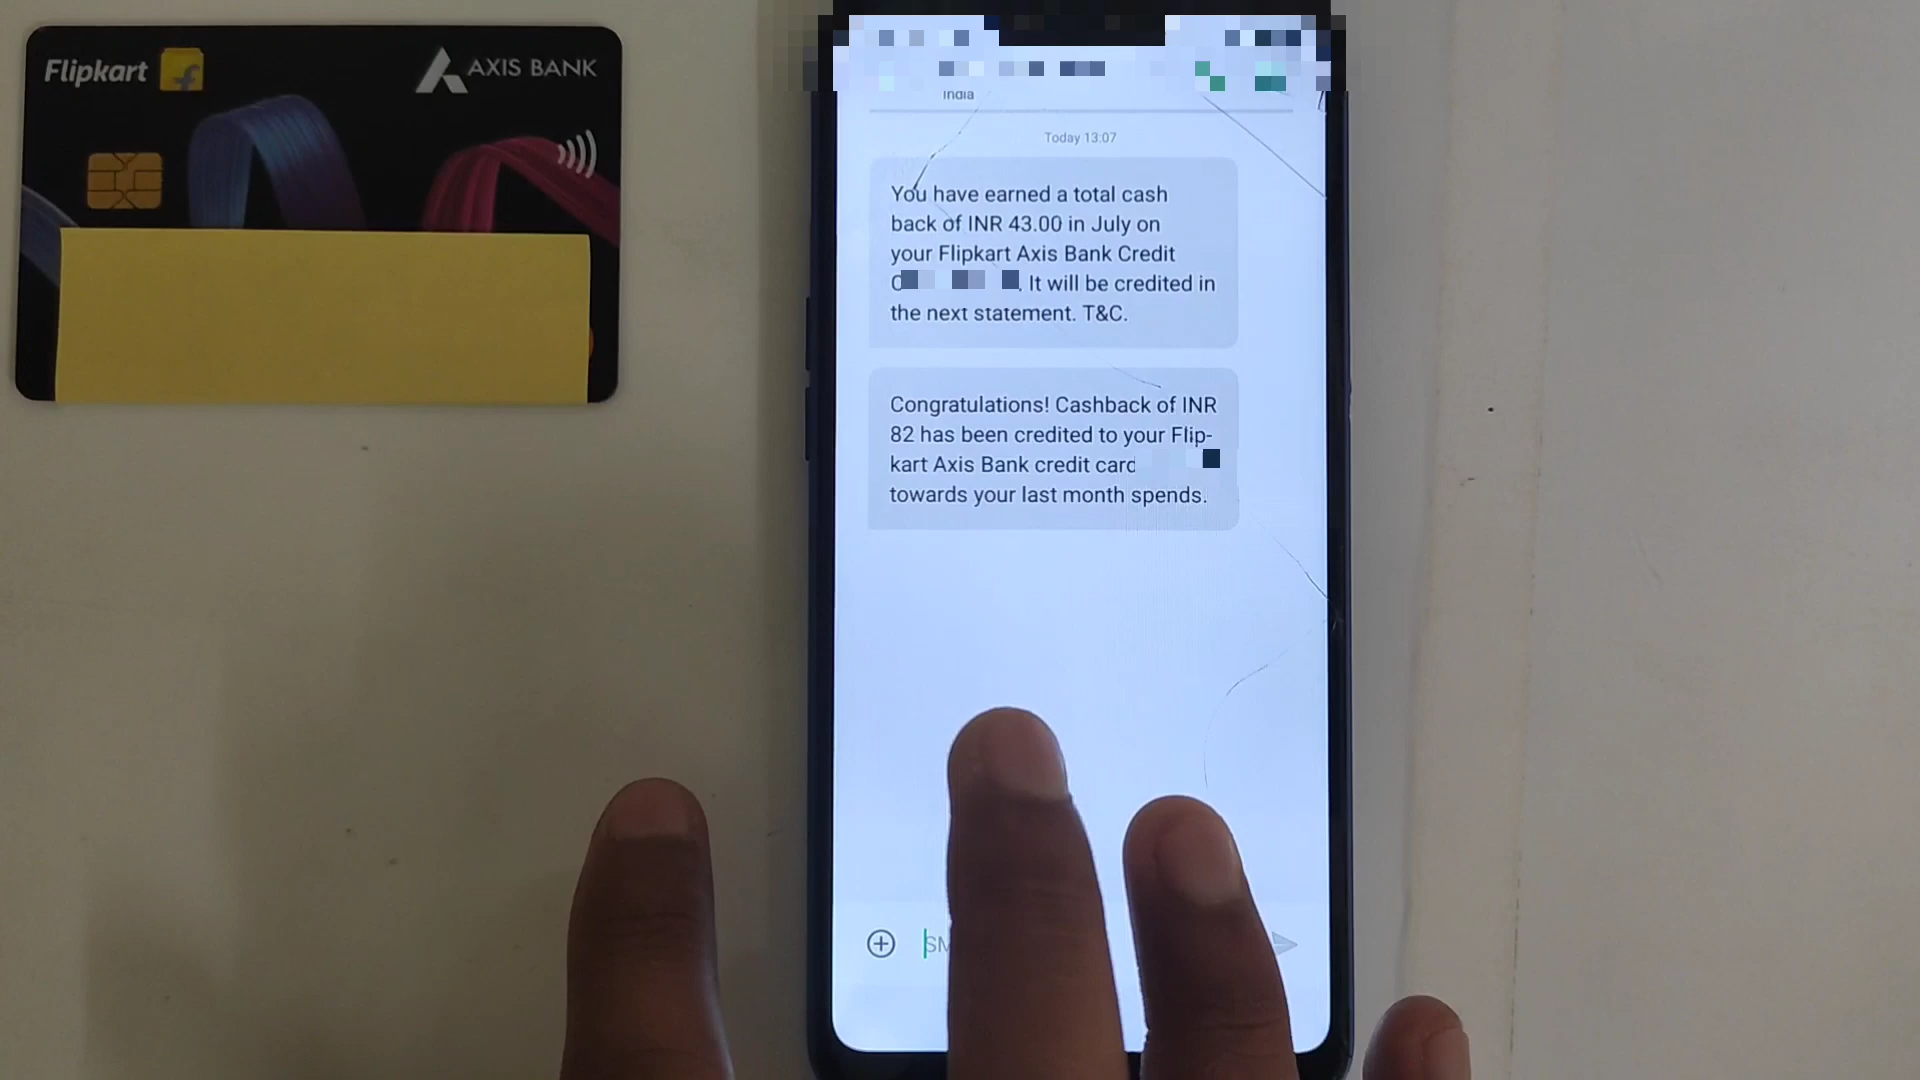 Flipkart
AXIS BANK
India
Today 13:07
You have earned a total cash
back of INR 43.00 in July on
your Flipkart Axis Bank Credit
It will be credited in
the next statement. T&C.
Congratulations! Cashback of INR
82 has been credited to your Flip-
kart Axis Bank credit card
towards your last month spends.